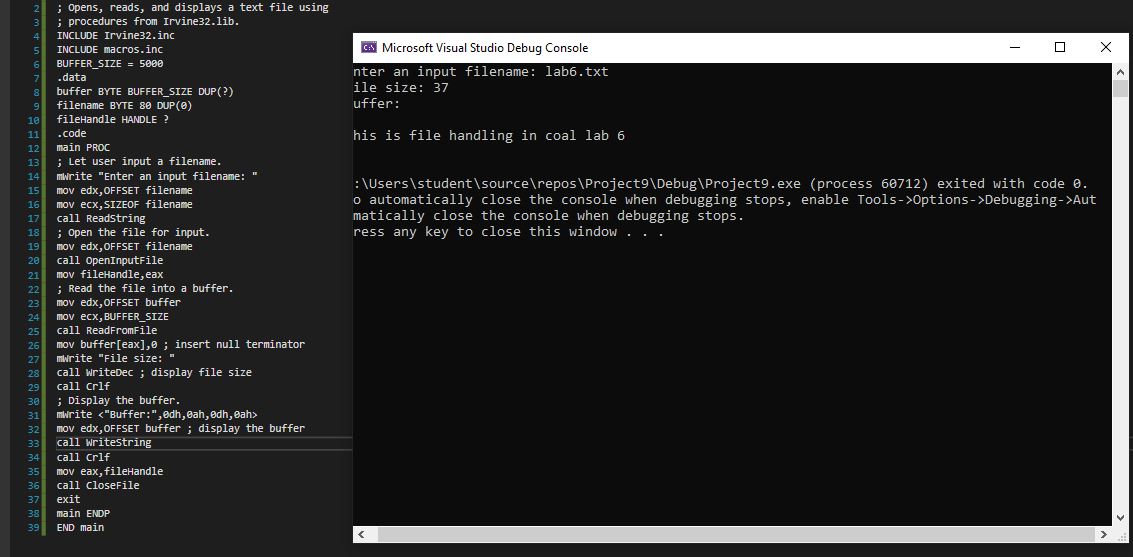 2 ; Opens, reads, and displays a text file using
3 ; procedures from Irvine32.lib.
4 INCLUDE Irvine32.inc
5 INCLUDE macros.inc
6 BUFFER_SIZE = 5000
7 .data
8 buffer BYTE BUFFER_SIZE DUP(?)
9 filename BYTE 80 DUP(0)
10 fileHandle HANDLE ?
11 .code
12 main PROC
13 ; Let user input a filename.
14 mWrite "Enter an input filename: "
15 mov edx,OFFSET filename
16 mov ecx,SIZEOF filename
17 call ReadString
18 ; Open the file for input.
19 mov edx,OFFSET filename
20 call OpenInputFile
21 mov fileHandle,eax
22 ; Read the file into a buffer.
23 mov edx,OFFSET buffer
24 mov ecx,BUFFER_SIZE
25 call ReadFromFile
26 mov buffer[eax],0 ; insert null terminator
27 mWrite "File size: "
28 call WriteDec ; display file size
29 call Crlf
30 ; Display the buffer.
31 mWrite <"Buffer:",0dh,0ah,0dh,0ah>
32 mov edx,OFFSET buffer ; display the buffer
33 call WriteString
34 call Crlf
35 mov eax,fileHandle
36 call CloseFile
37 exit
38 main ENDP
39 END main
Microsoft Visual Studio Debug Console
nter an input filename: lab6.txt
ile size: 37
uffer:
his is file handling in coal lab 6
:\Users\student\source\repos\Project9\Debug\Project9.exe (process 60712) exited with code 0.
o automatically close the console when debugging stops, enable Tools->Options->Debugging->Aut
matically close the console when debugging stops.
ress any key to close this window . . .